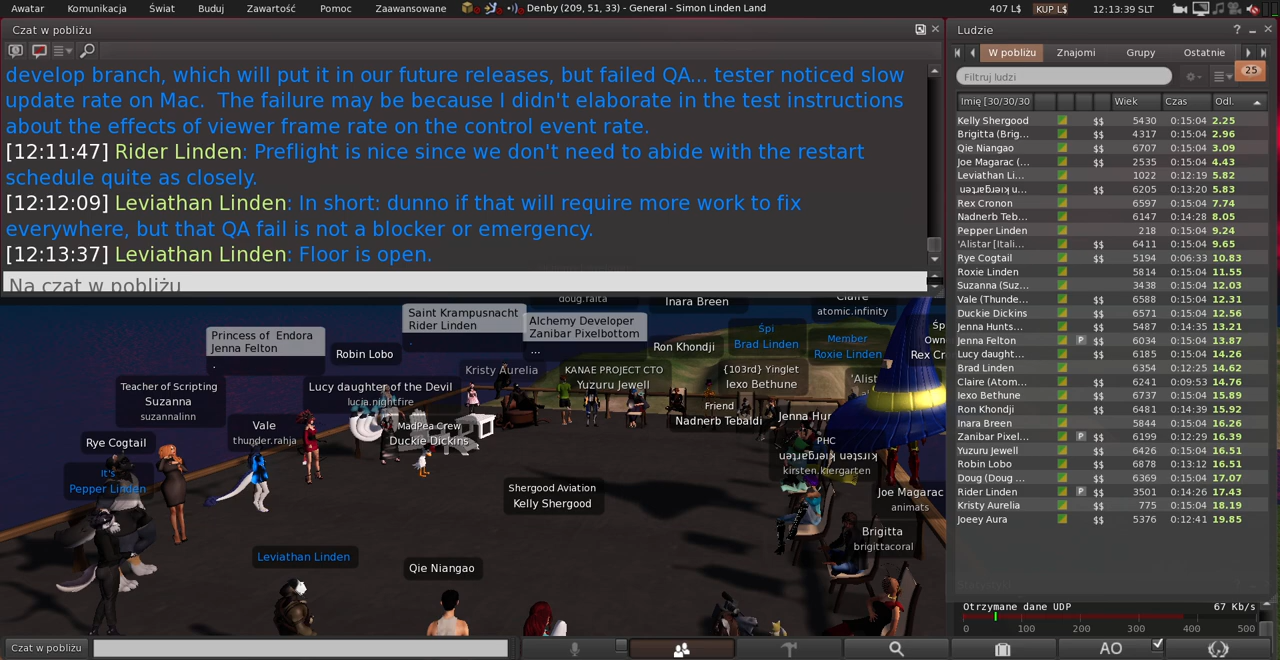 Awatar Komunikacja Świat Buduj Zawartość Pomoc Zaawansowane Denby (209, 51, 33) - General - Simon Linden Land 407 L$ KUP L$ 12:13:39 SLT
Czat w pobliżu
develop branch, which will put it in our future releases, but failed QA... tester noticed slow
update rate on Mac. The failure may be because I didn't elaborate in the test instructions
about the effects of viewer frame rate on the control event rate.
[12:11:47] Rider Linden: Preflight is nice since we don't need to abide with the restart
schedule quite as closely.
[12:12:09] Leviathan Linden: In short: dunno if that will require more work to fix
everywhere, but that QA fail is not a blocker or emergency.
[12:13:37] Leviathan Linden: Floor is open.
Na czat w pobliżu
doug.falta
Inara Breen
Claire
atomic.infinity
Saint Krampusnacht
Rider Linden
.
Alchemy Developer
Zanibar Pixelbottom
...
Princess of Endora
Jenna Felton
.
Robin Lobo
Ron Khondji
Śpi
Brad Linden
Member
Roxie Linden
Śp
Own
Rex Cr
Kristy Aurelia
KANAE PROJECT CTO
Yuzuru Jewell
{103rd} Yinglet
Iexo Bethune
'Alist
Teacher of Scripting
Suzanna
suzannalinn
Lucy daughter of the Devil
lucia.nightfire
Friend
Nadnerb Tebaldi
Jenna Hun
Vale
thunder.rahja
MadPea Crew
Duckie Dickins
Rye Cogtail
PHC
kirsten.kiergarten
It's
Pepper Linden
Shergood Aviation
Kelly Shergood
Joe Magarac
animats
Brigitta
brigittacoral
Leviathan Linden
Qie Niangao
Czat w pobliżu
Ludzie
W pobliżu Znajomi Grupy Ostatnie
Filtruj ludzi 25
Imię [30/30/30 Wiek Czas Odl.
Kelly Shergood $$ 5430 0:15:04 2.25
Brigitta (Brig... $$ 4317 0:15:04 2.96
Qie Niangao $$ 6707 0:15:04 3.09
Joe Magarac (... $$ 2535 0:15:04 4.43
Leviathan Li... 1022 0:12:19 5.82
$$ 6205 0:13:20 5.83
Rex Cronon 6597 0:15:04 7.74
Nadnerb Teb... 6147 0:14:28 8.05
Pepper Linden 218 0:15:04 9.24
'Alistar [Itali... $$ 6411 0:15:04 9.65
Rye Cogtail $$ 5194 0:06:33 10.83
Roxie Linden 5814 0:15:04 11.55
Suzanna (Suz... 3438 0:15:04 12.03
Vale (Thunde... $$ 6588 0:15:04 12.31
Duckie Dickins $$ 6571 0:15:04 12.56
Jenna Hunts... $$ 5487 0:14:35 13.21
Jenna Felton P $$ 6034 0:15:04 13.87
Lucy daught... $$ 6185 0:15:04 14.26
Brad Linden 6354 0:12:25 14.62
Claire (Atom... $$ 6241 0:09:53 14.76
Iexo Bethune $$ 6737 0:15:04 15.89
Ron Khondji $$ 6481 0:14:39 15.92
Inara Breen 5844 0:15:04 16.26
Zanibar Pixel... P $$ 6199 0:12:29 16.39
Yuzuru Jewell $$ 6426 0:15:04 16.51
Robin Lobo $$ 6878 0:13:12 16.51
Doug (Doug ... $$ 6369 0:15:04 17.07
Rider Linden P $$ 3501 0:14:26 17.43
Kristy Aurelia $$ 775 0:15:04 18.19
Joeey Aura $$ 5376 0:12:41 19.85
Otrzymane dane UDP 67 Kb/s
0 100 200 300 400 500
AO